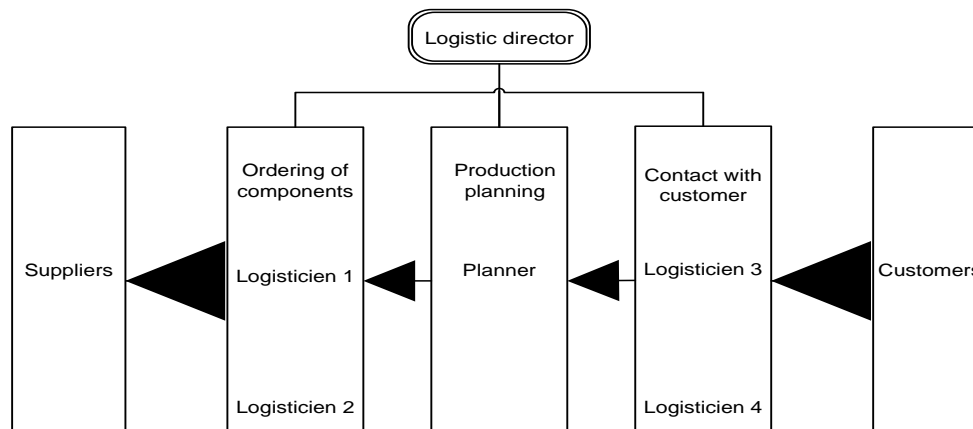 Logistic director
Suppliers
Ordering of
components
Logisticien 1
Logisticien 2
Production
planning
Planner
Contact with
customer
Logisticien 3
Logisticien 4
Customers